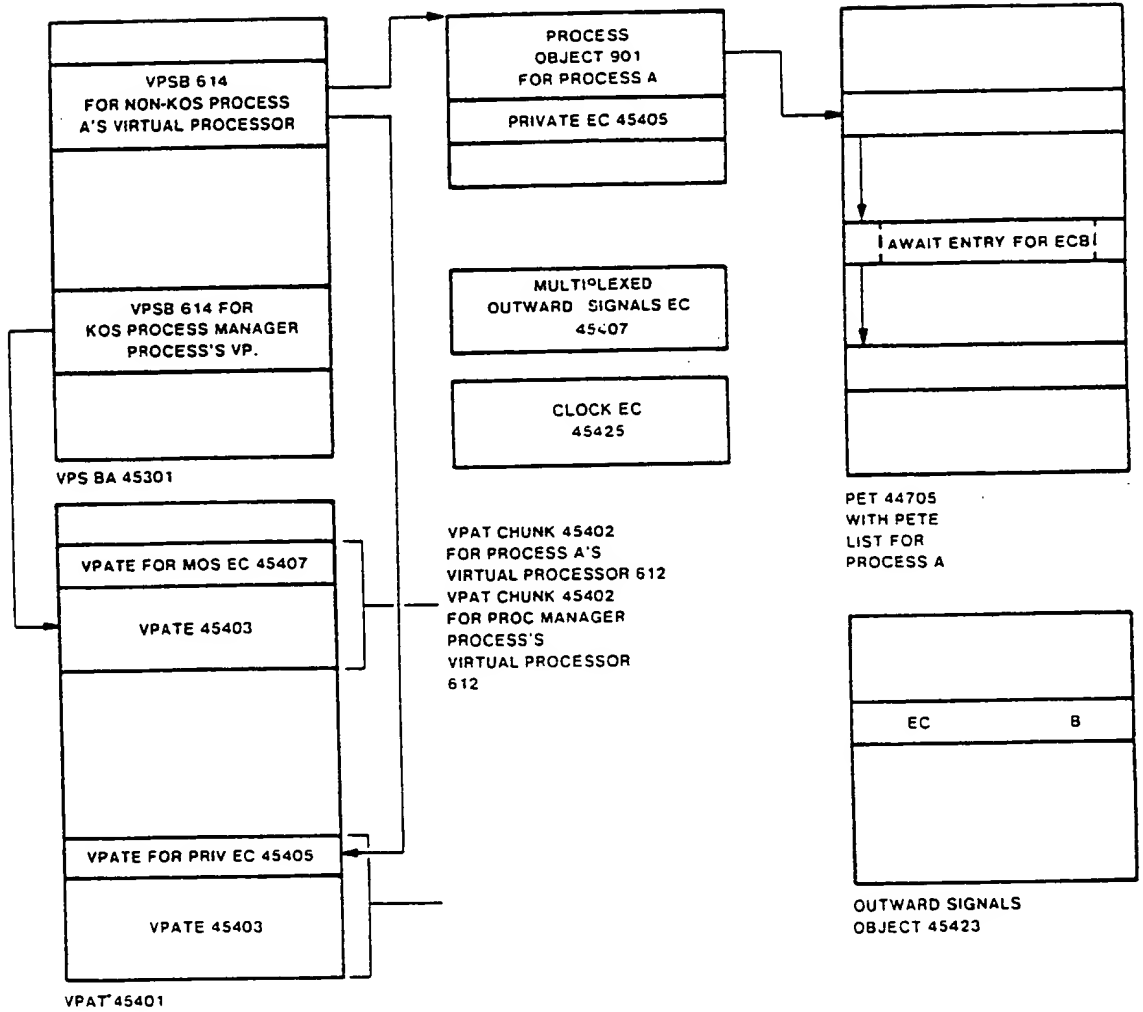 VPSB 614
FOR NON-KOS PROCESS
A'S VIRTUAL PROCESSOR
VPSB 614 FOR
KOS PROCESS MANAGER
PROCESS'S VP.
VPS BA 45301
PROCESS
OBJECT 901
FOR PROCESS A
PRIVATE EC 45405
MULTIPLEXED
OUTWARD SIGNALS EC
45407
CLOCK EC
45425
AWAIT ENTRY FOR ECB
PET 44705
WITH PETE
LIST FOR
PROCESS A
VPATE FOR MOS EC 45407
VPATE 45403
VPATE FOR PRIV EC 45405
VPATE 45403
VPAT 45401
VPAT CHUNK 45402
FOR PROCESS A'S
VIRTUAL PROCESSOR 612
VPAT CHUNK 45402
FOR PROC MANAGER
PROCESS'S
VIRTUAL PROCESSOR
612
EC B
OUTWARD SIGNALS
OBJECT 45423